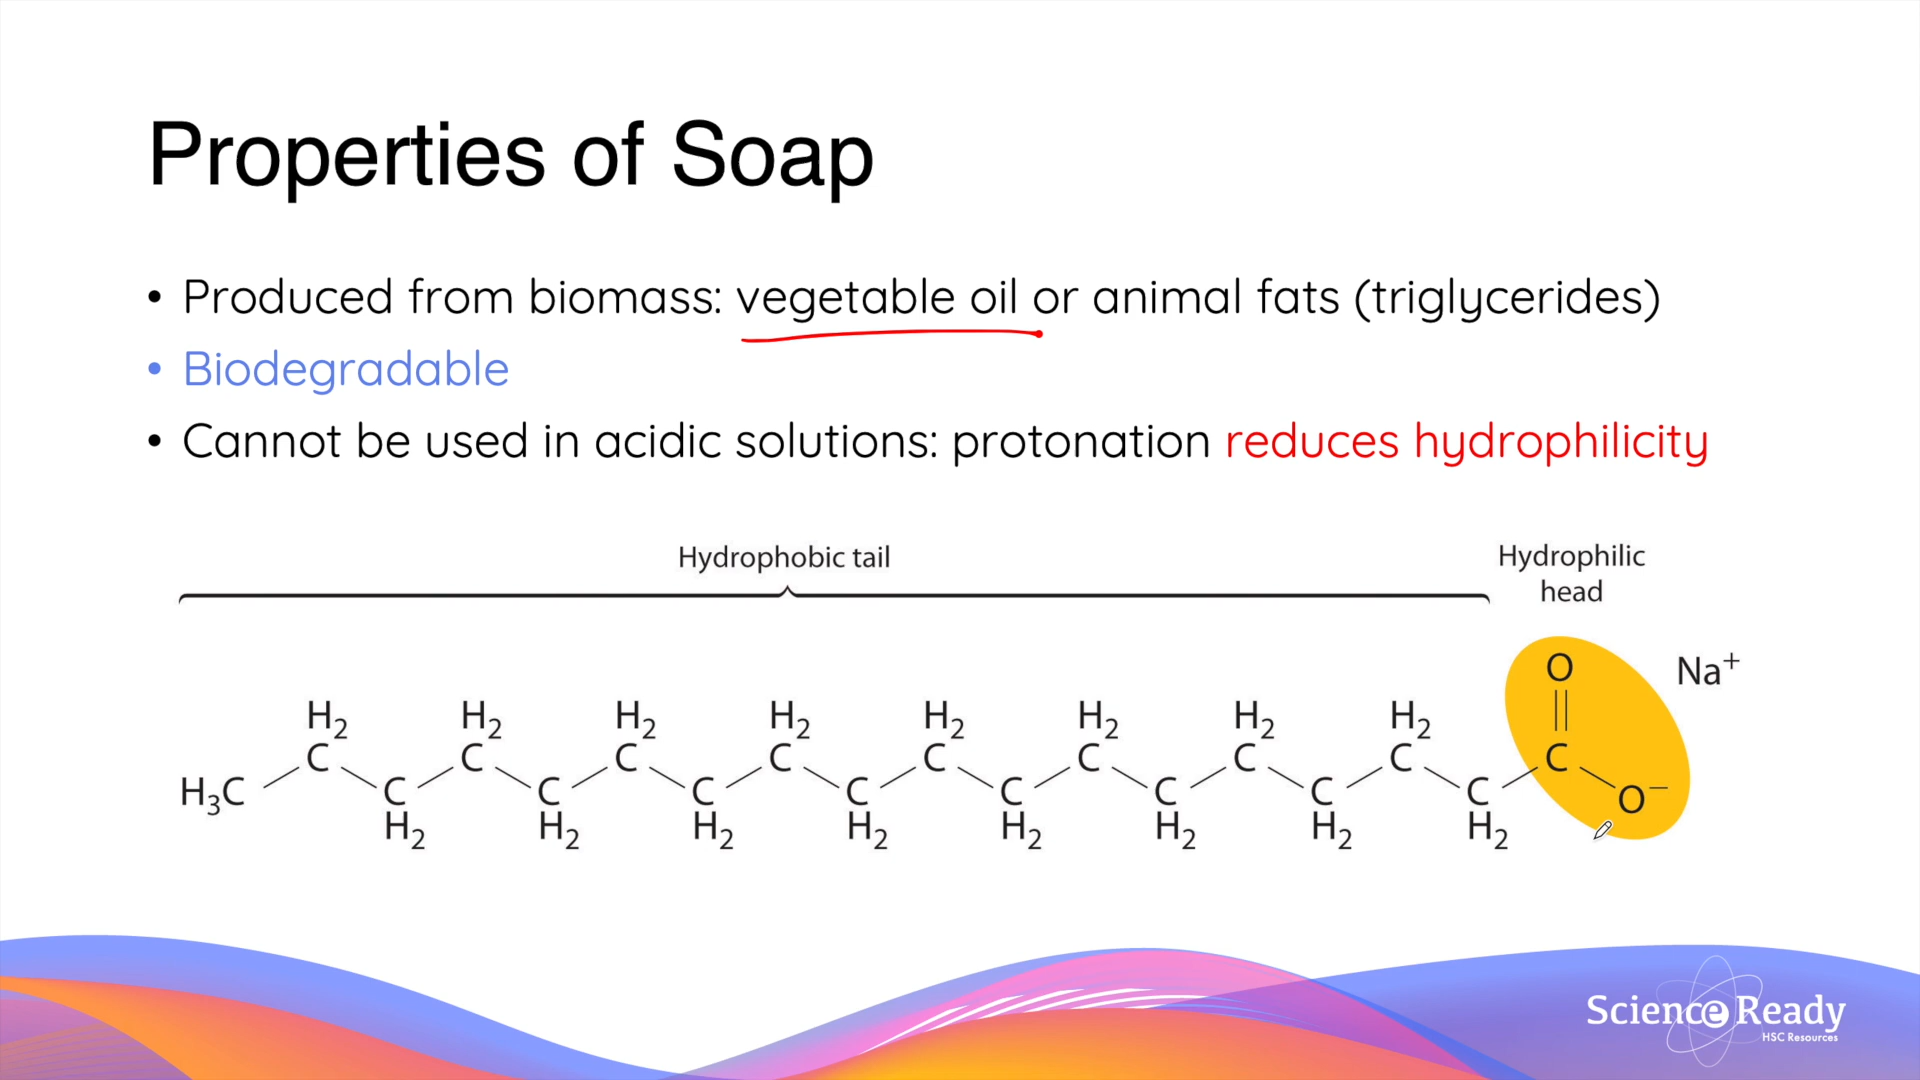 Properties of Soap
• Produced from biomass: vegetable oil or animal fats (triglycerides)
• Biodegradable
• Cannot be used in acidic solutions: protonation reduces hydrophilicity
Hydrophobic tail
Hydrophilic
head
O
Na⁺
H₂ H₂ H₂ H₂ H₂ H₂ H₂ H₂
C C C C C C C C C
H₃C C C C C C C C C O⁻
H₂ H₂ H₂ H₂ H₂ H₂ H₂ H₂
Science Ready
HSC Resources